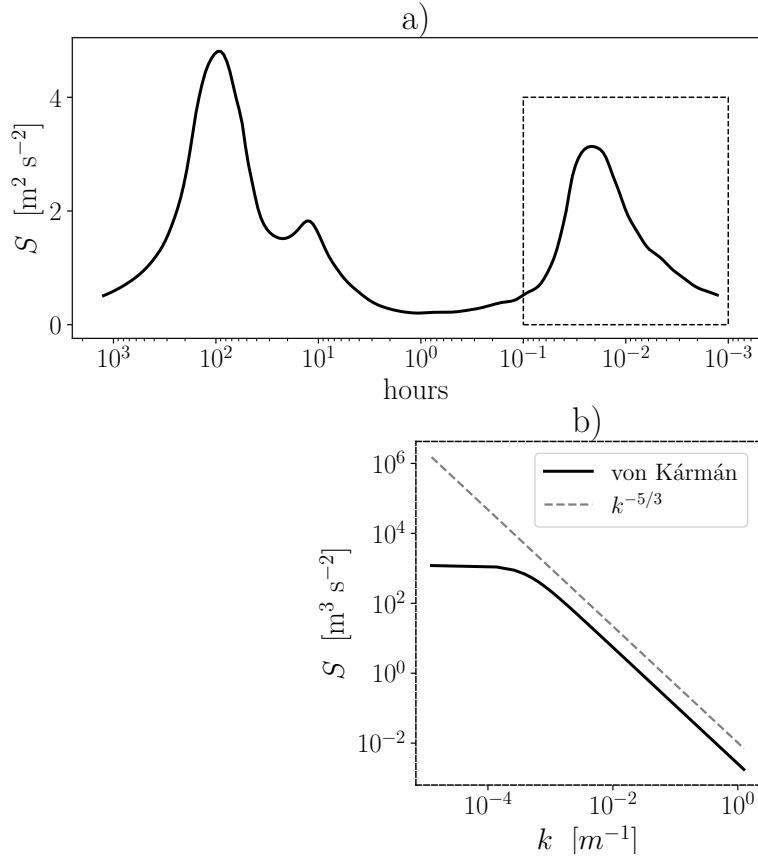 a)
S [m² s⁻²]
4
2
0
10³ 10² 10¹ 10⁰ 10⁻¹ 10⁻² 10⁻³
hours
b)
S [m³ s⁻²]
10⁶
10⁴
10²
10⁰
10⁻²
von Kármán
k⁻⁵/³
10⁻⁴ 10⁻² 10⁰
k [m⁻¹]